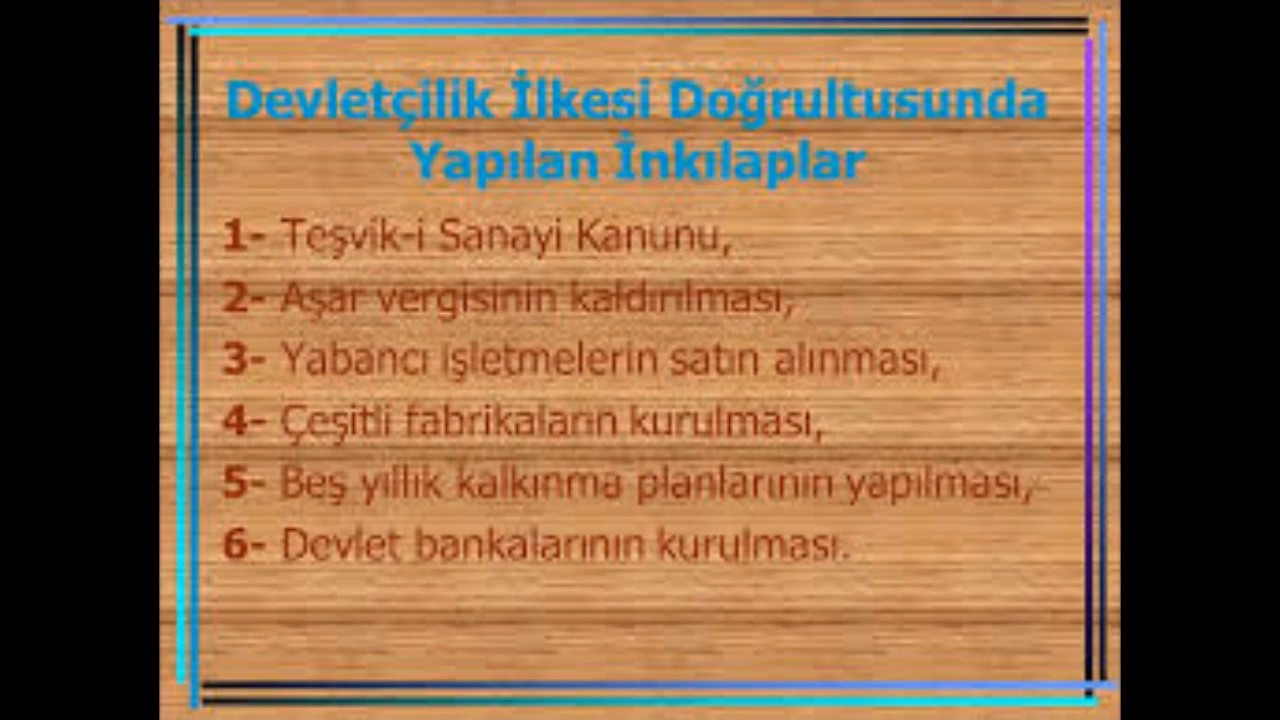 Devletçilik İlkesi Doğrultusunda
Yapılan İnkılaplar
1- Teşvik-i Sanayi Kanunu,
2- Aşar vergisinin kaldırılması,
3- Yabancı işletmelerin satın alınması,
4- Çeşitli fabrikaların kurulması,
5- Beş yıllık kalkınma planlarının yapılması,
6- Devlet bankalarının kurulması.